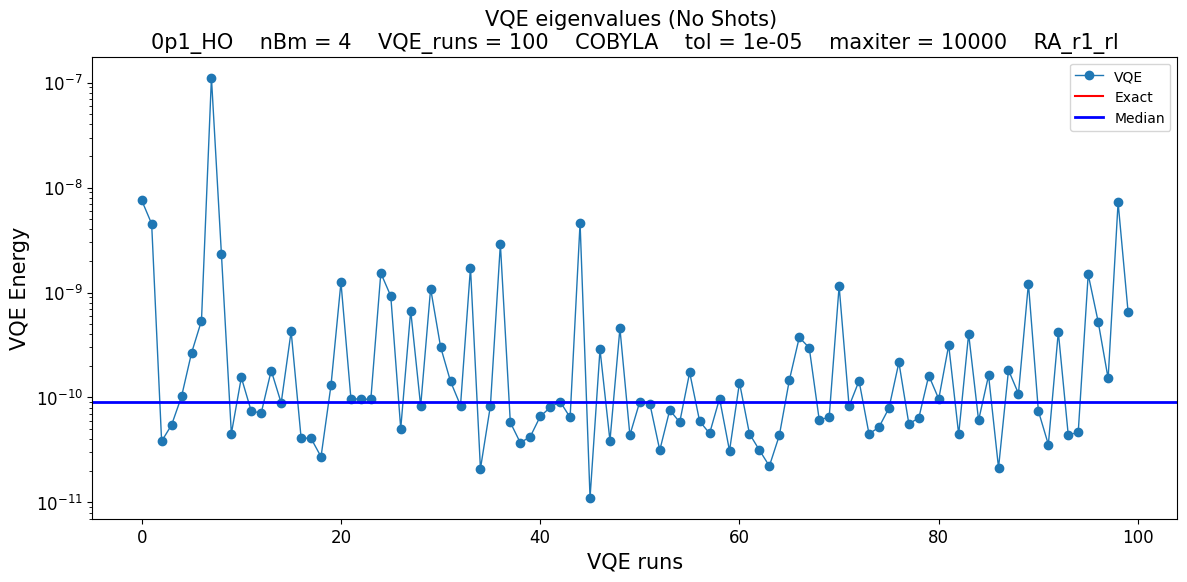 VQE eigenvalues (No Shots)
0p1_HO nBm = 4 VQE_runs = 100 COBYLA tol = 1e-05 maxiter = 10000 RA_r1_rl
VQE Energy
10⁻⁷
10⁻⁸
10⁻⁹
10⁻¹⁰
10⁻¹¹
VQE
Exact
Median
0 20 40 60 80 100
VQE runs